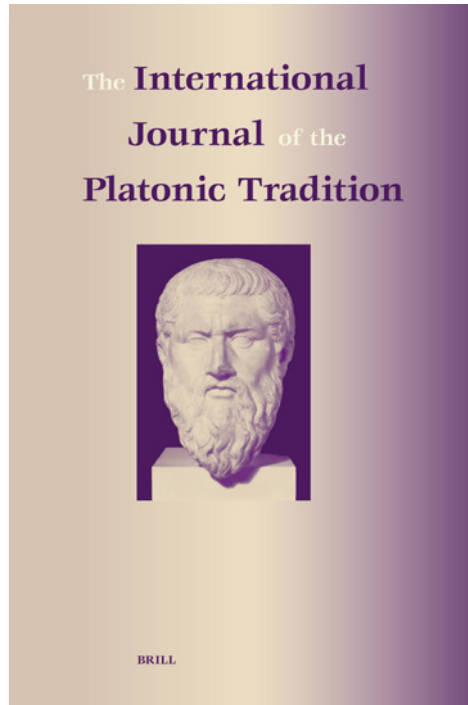 The International
Journal of the
Platonic Tradition
BRILL